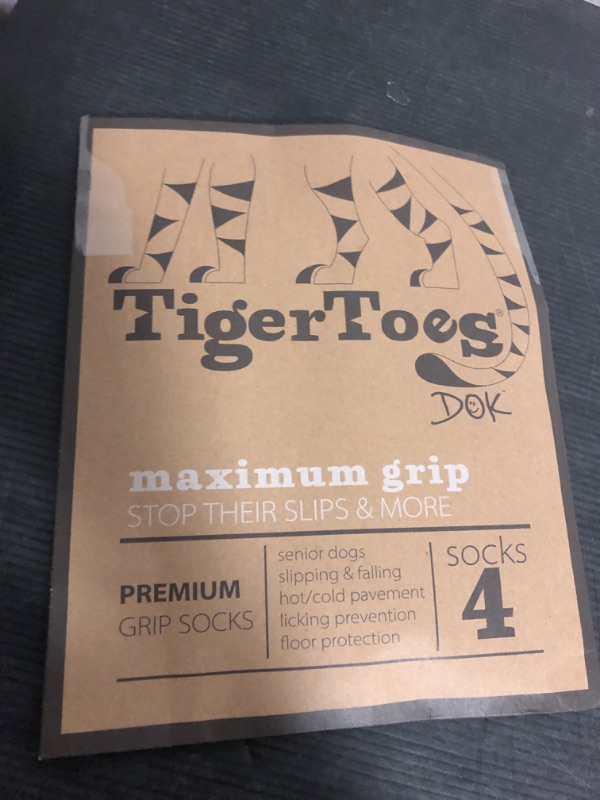 TigerToes®
DOK
maximum grip
STOP THEIR SLIPS & MORE
PREMIUM
GRIP SOCKS
senior dogs
slipping & falling
hot/cold pavement
licking prevention
floor protection
SOCKS
4